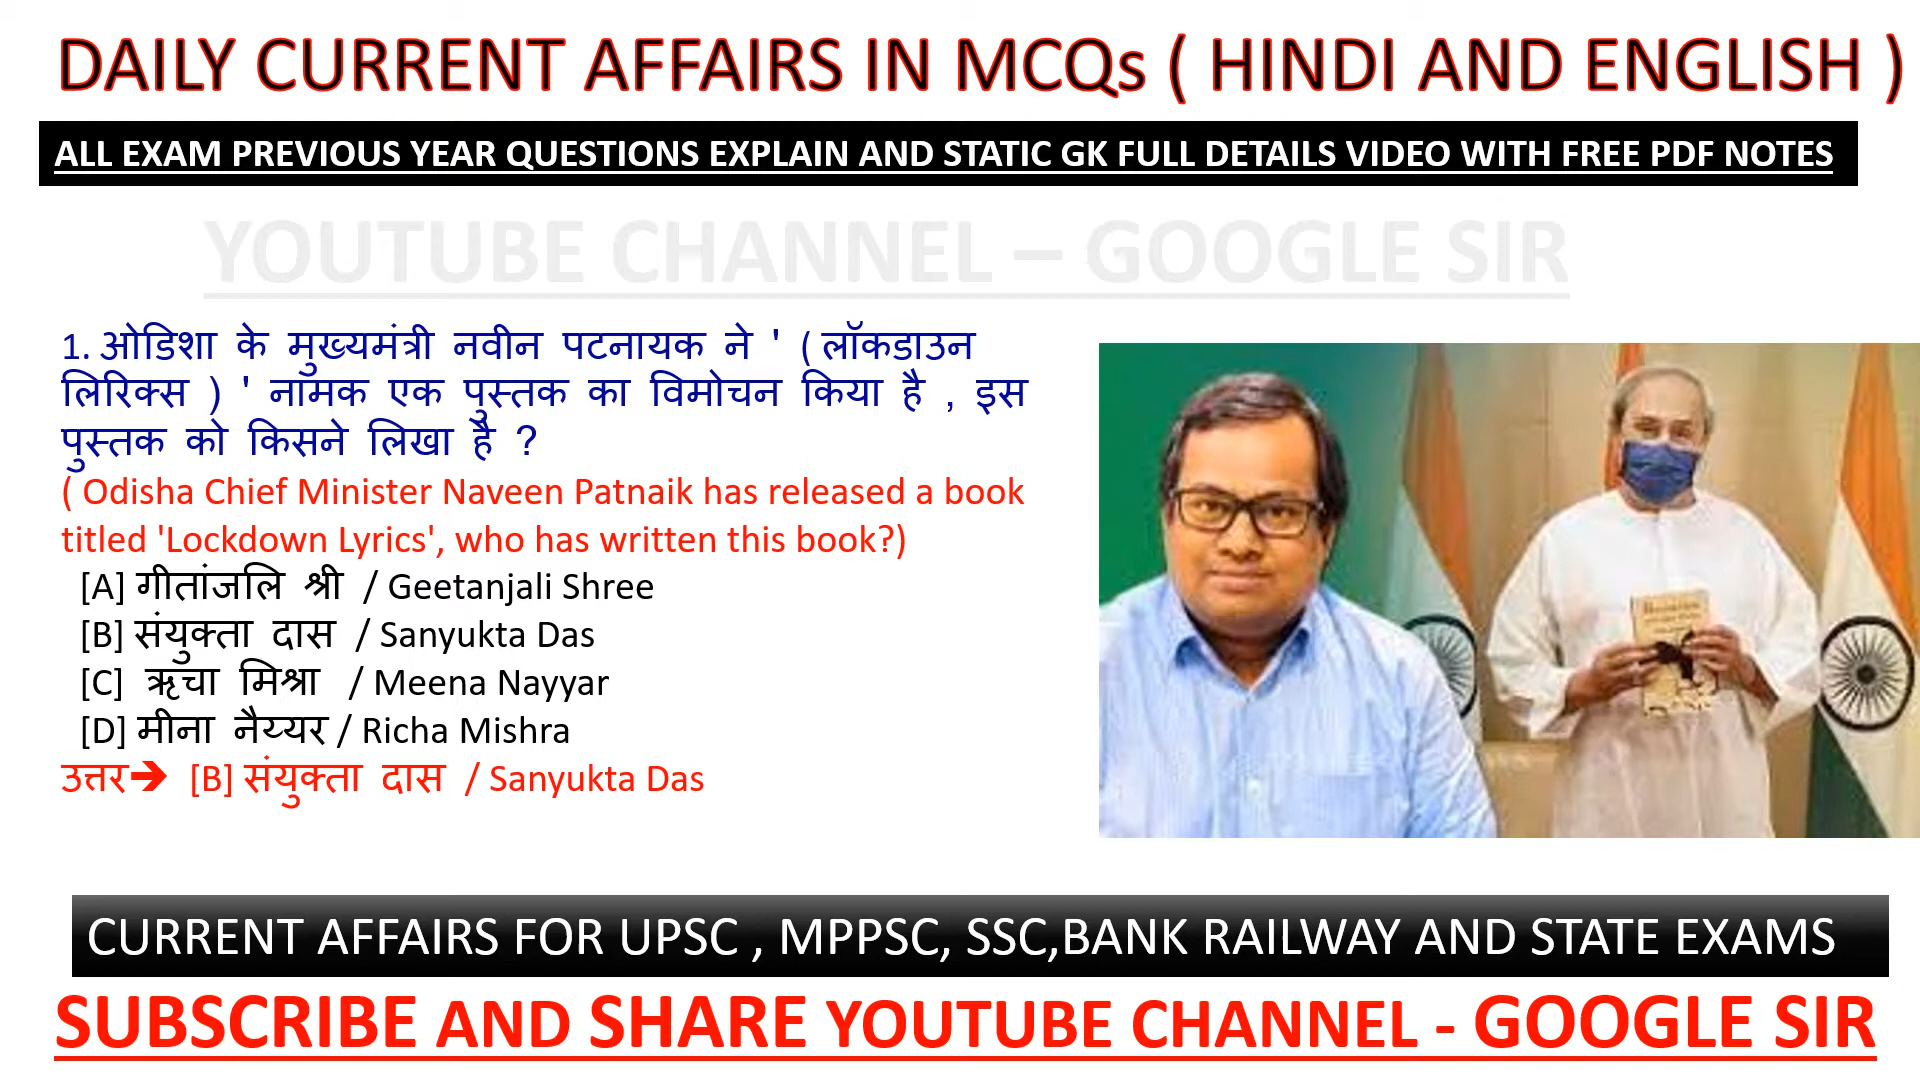 DAILY CURRENT AFFAIRS IN MCQs ( HINDI AND ENGLISH )
ALL EXAM PREVIOUS YEAR QUESTIONS EXPLAIN AND STATIC GK FULL DETAILS VIDEO WITH FREE PDF NOTES
YOUTUBE CHANNEL – GOOGLE SIR
1. ओडिशा के मुख्यमंत्री नवीन पटनायक ने ' ( लॉकडाउन
लिरिक्स ) ' नामक एक पुस्तक का विमोचन किया है , इस
पुस्तक को किसने लिखा है ?
( Odisha Chief Minister Naveen Patnaik has released a book
titled 'Lockdown Lyrics', who has written this book?)
[A] गीतांजलि श्री / Geetanjali Shree
[B] संयुक्ता दास / Sanyukta Das
[C] ऋचा मिश्रा / Meena Nayyar
[D] मीना नैय्यर / Richa Mishra
उत्तर➔ [B] संयुक्ता दास / Sanyukta Das
CURRENT AFFAIRS FOR UPSC , MPPSC, SSC,BANK RAILWAY AND STATE EXAMS
SUBSCRIBE AND SHARE YOUTUBE CHANNEL - GOOGLE SIR